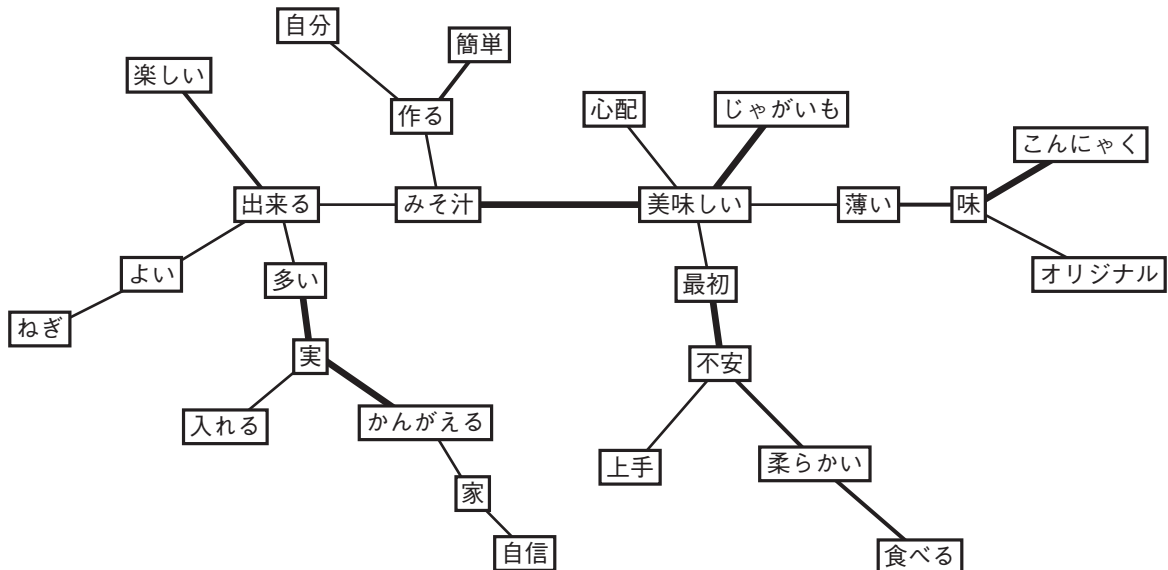 自分
簡単
楽しい
作る
心配
じゃがいも
こんにゃく
出来る
みそ汁
美味しい
薄い
味
よい
多い
最初
オリジナル
ねぎ
実
不安
入れる
かんがえる
上手
柔らかい
家
自信
食べる